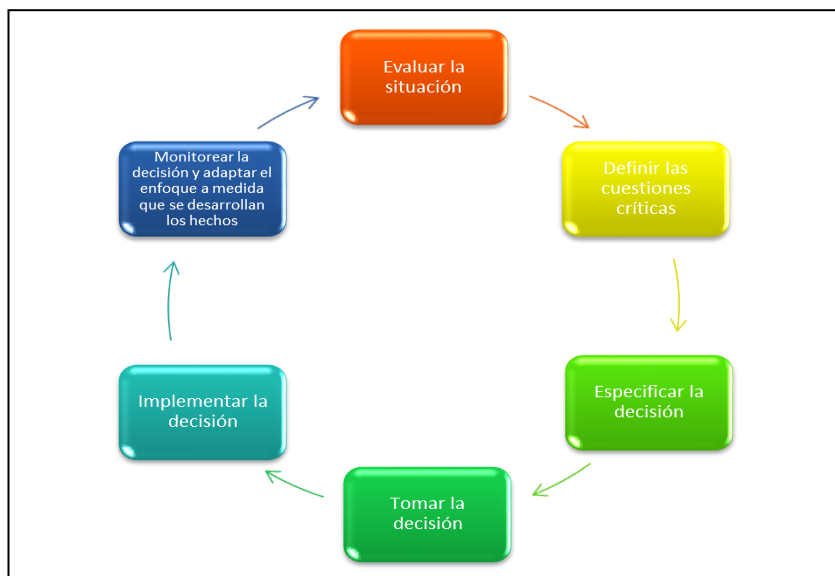 Evaluar la
situación
Definir las
cuestiones
críticas
Especificar la
decisión
Tomar la
decisión
Implementar la
decisión
Monitorear la
decisión y adaptar el
enfoque a medida
que se desarrollan
los hechos